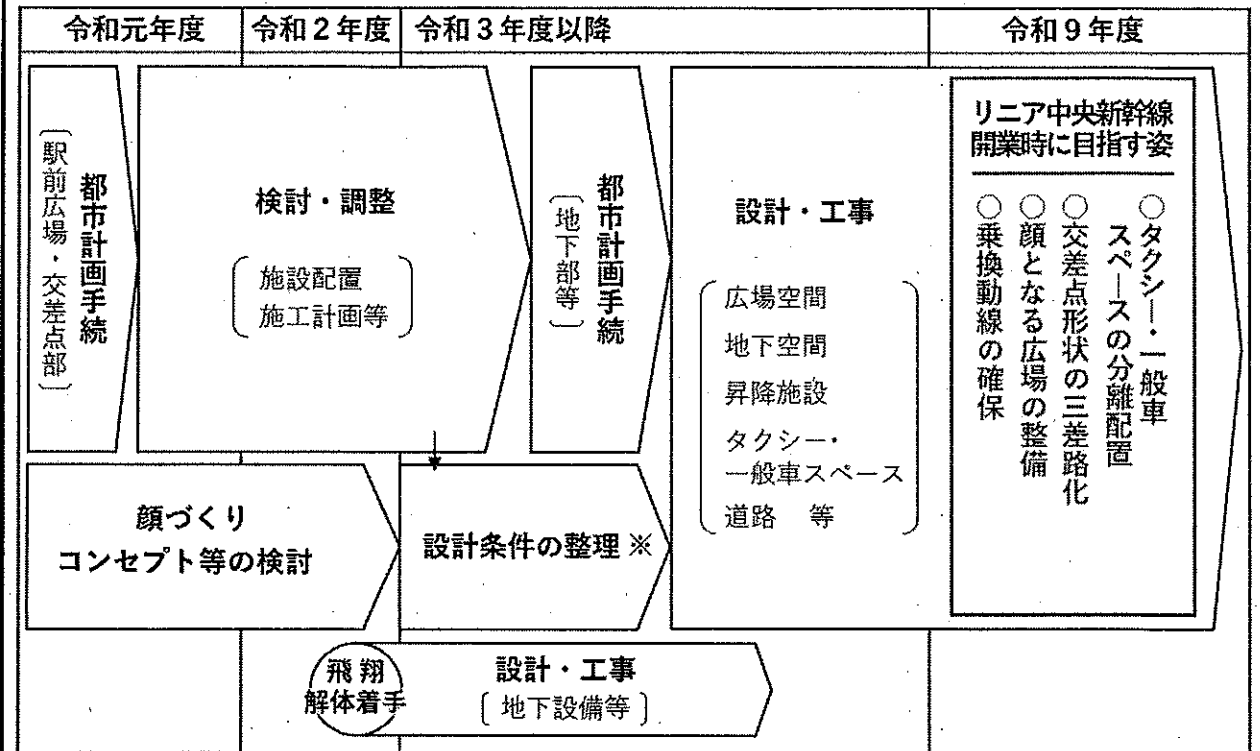 令和元年度
令和２年度
令和３年度以降
令和９年度
都市計画手続
〔駅前広場・交差点部〕
検討・調整
施設配置
施工計画等
都市計画手続
〔地下部等〕
設計・工事
広場空間
地下空間
昇降施設
タクシー・
一般車スペース
道路　等
リニア中央新幹線
開業時に目指す姿
○タクシー・一般車
スペースの分離配置
○交差点形状の三差路化
○顔となる広場の整備
○乗換動線の確保
顔づくり
コンセプト等の検討
設計条件の整理※
飛翔
解体着手
設計・工事
〔地下設備等〕